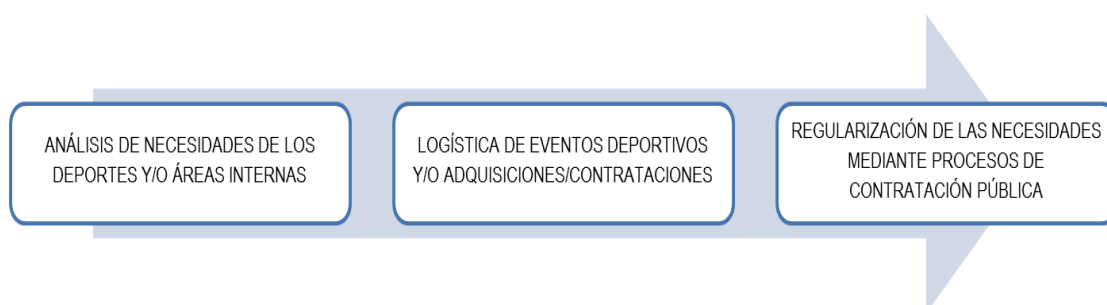 ANÁLISIS DE NECESIDADES DE LOS
DEPORTES Y/O ÁREAS INTERNAS
LOGÍSTICA DE EVENTOS DEPORTIVOS
Y/O ADQUISICIONES/CONTRATACIONES
REGULARIZACIÓN DE LAS NECESIDADES
MEDIANTE PROCESOS DE
CONTRATACIÓN PÚBLICA